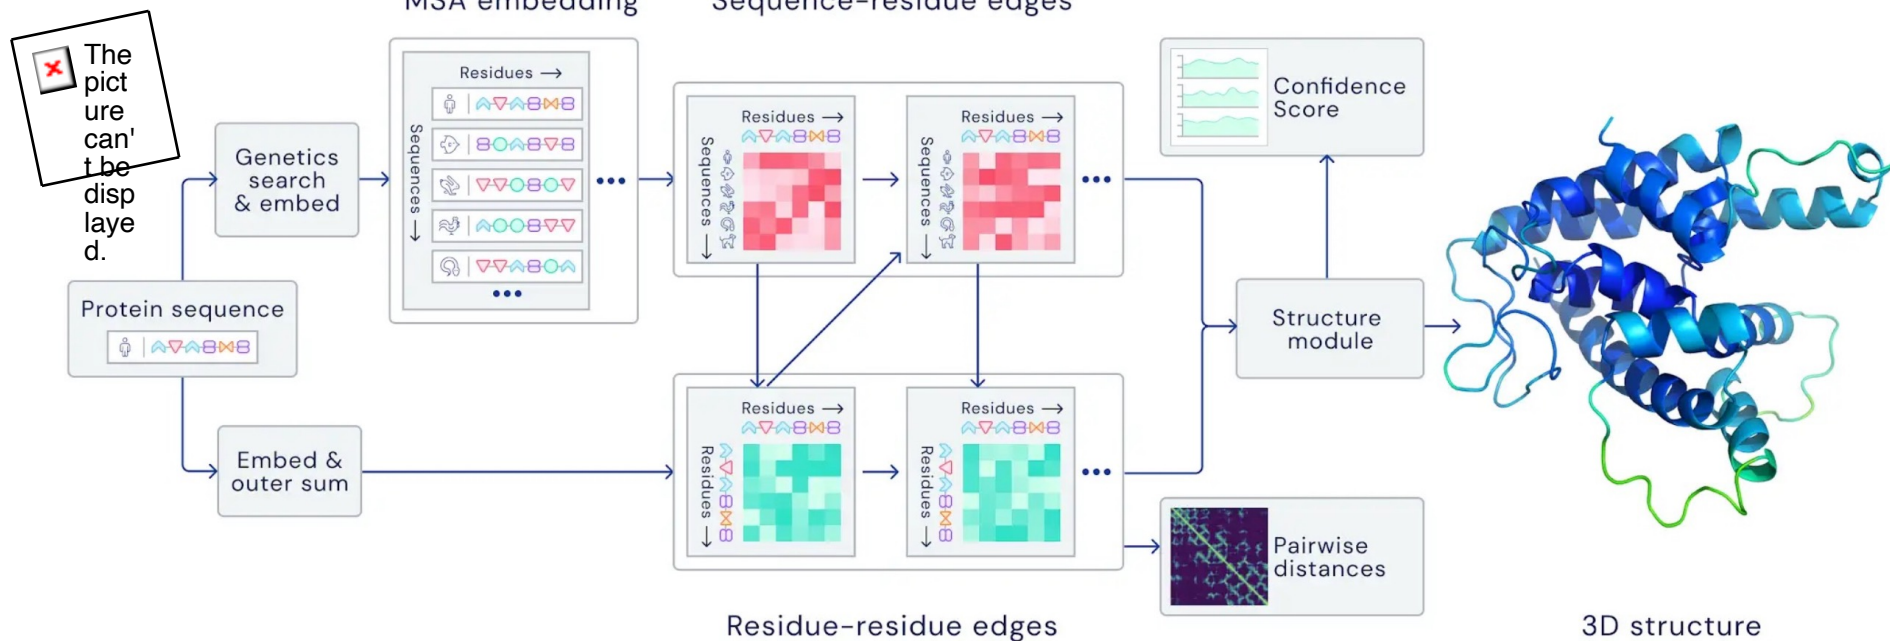 MSA embedding
Sequence-residue edges
The
pict
ure
can'
t be
disp
laye
d.
Genetics
search
& embed
Residues →
Sequences →
Protein sequence
Embed &
outer sum
Residues →
Sequences →
Residues →
Sequences →
Residues →
Residues →
Residues →
Residues →
Confidence
Score
Structure
module
Pairwise
distances
Residue-residue edges
3D structure